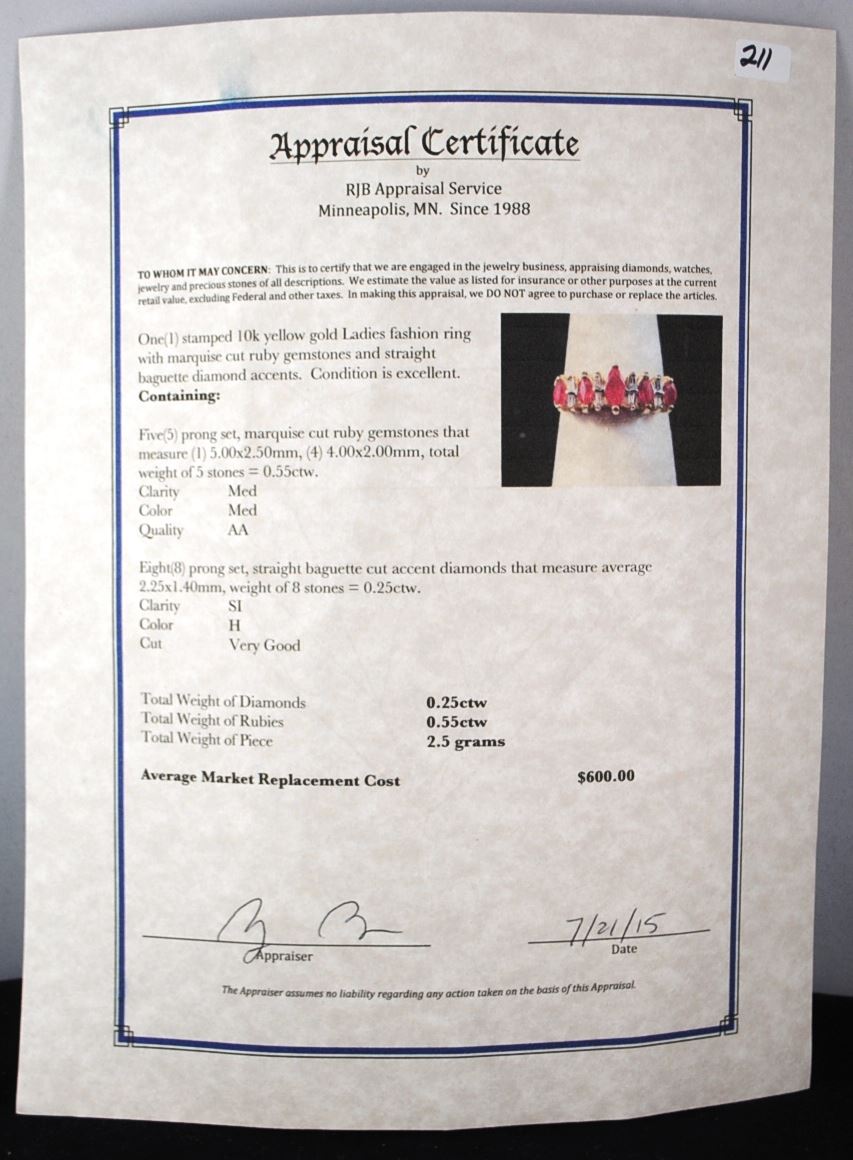 211
Appraisal Certificate
by
RJB Appraisal Service
Minneapolis, MN. Since 1988
TO WHOM IT MAY CONCERN: This is to certify that we are engaged in the jewelry business, appraising diamonds, watches,
jewelry and precious stones of all descriptions. We estimate the value as listed for insurance or other purposes at the current
retail value, excluding Federal and other taxes. In making this appraisal, we DO NOT agree to purchase or replace the articles.
One(1) stamped 10k yellow gold Ladies fashion ring
with marquise cut ruby gemstones and straight
baguette diamond accents. Condition is excellent.
Containing:
Five(5) prong set, marquise cut ruby gemstones that
measure (1) 5.00x2.50mm, (4) 4.00x2.00mm, total
weight of 5 stones = 0.55ctw.
Clarity Med
Color Med
Quality AA
Eight(8) prong set, straight baguette cut accent diamonds that measure average
2.25x1.40mm, weight of 8 stones = 0.25ctw.
Clarity SI
Color H
Cut Very Good
Total Weight of Diamonds 0.25ctw
Total Weight of Rubies 0.55ctw
Total Weight of Piece 2.5 grams
Average Market Replacement Cost $600.00
7/21/15
Appraiser Date
The Appraiser assumes no liability regarding any action taken on the basis of this Appraisal.